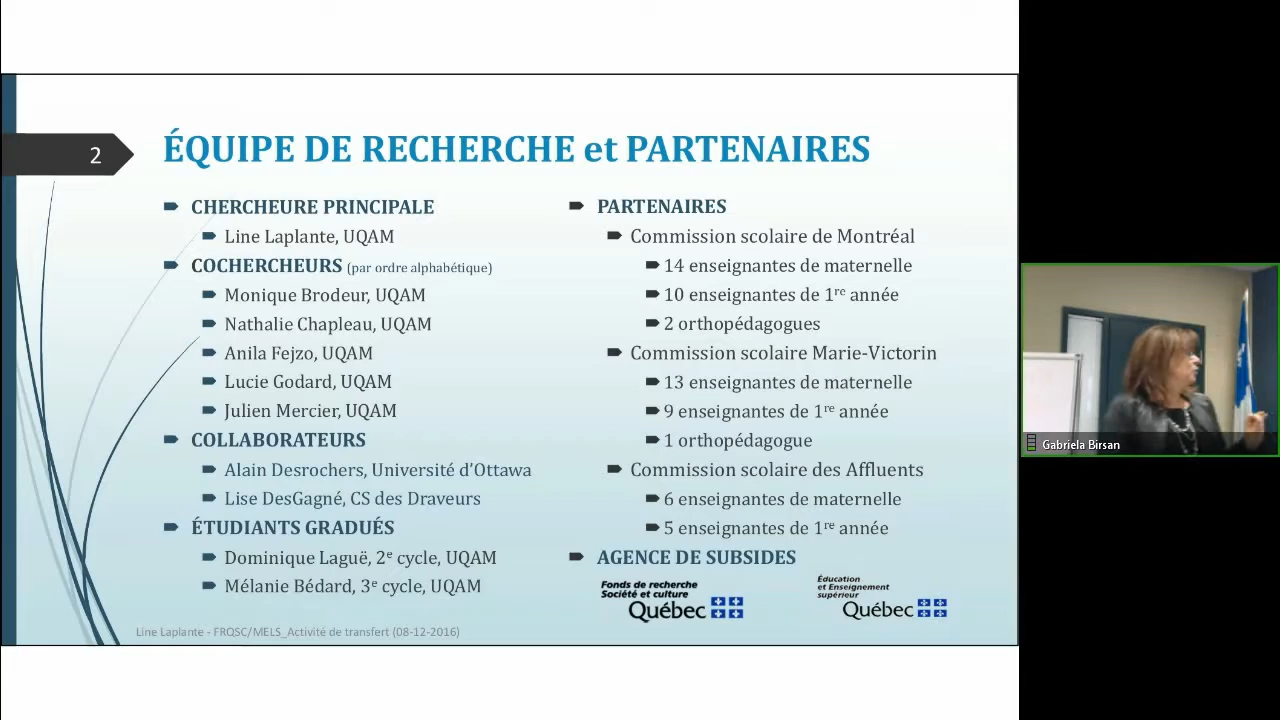 2
ÉQUIPE DE RECHERCHE et PARTENAIRES
CHERCHEURE PRINCIPALE
Line Laplante, UQAM
COCHERCHEURS (par ordre alphabétique)
Monique Brodeur, UQAM
Nathalie Chapleau, UQAM
Anila Fejzo, UQAM
Lucie Godard, UQAM
Julien Mercier, UQAM
COLLABORATEURS
Alain Desrochers, Université d'Ottawa
Lise DesGagné, CS des Draveurs
ÉTUDIANTS GRADUÉS
Dominique Laguë, 2e cycle, UQAM
Mélanie Bédard, 3e cycle, UQAM
PARTENAIRES
Commission scolaire de Montréal
14 enseignantes de maternelle
10 enseignantes de 1re année
2 orthopédagogues
Commission scolaire Marie-Victorin
13 enseignantes de maternelle
9 enseignantes de 1re année
1 orthopédagogue
Commission scolaire des Affluents
6 enseignantes de maternelle
5 enseignantes de 1re année
AGENCE DE SUBSIDES
Fonds de recherche
Société et culture
Québec
Éducation
et Enseignement
supérieur
Québec
Line Laplante - FRQSC/MELS_Activité de transfert (08-12-2016)
Gabriela Birsan